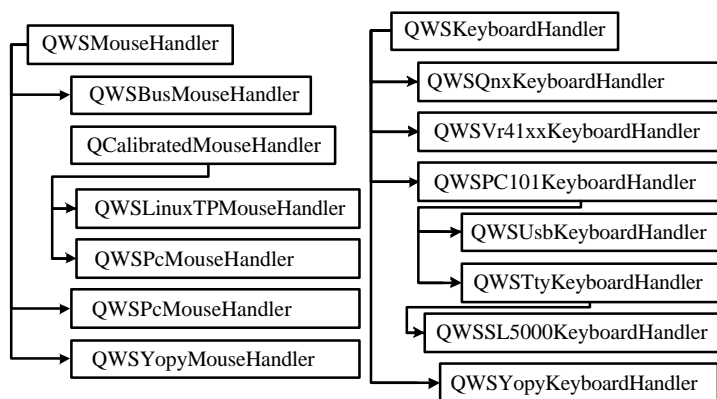 QWSMouseHandler
QWSBusMouseHandler
QCalibratedMouseHandler
QWSLinuxTPMouseHandler
QWSPcMouseHandler
QWSPcMouseHandler
QWSYopyMouseHandler
QWSKeyboardHandler
QWSQnxKeyboardHandler
QWSVr41xxKeyboardHandler
QWSPC101KeyboardHandler
QWSUsbKeyboardHandler
QWSTtyKeyboardHandler
QWSSL5000KeyboardHandler
QWSYopyKeyboardHandler